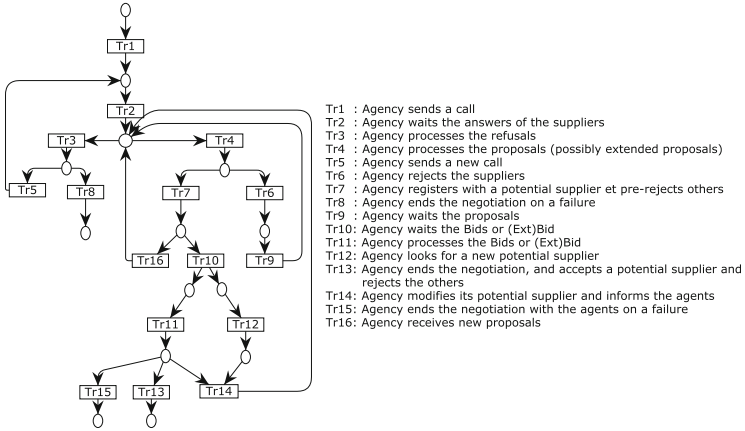 Tr1
Tr2
Tr3
Tr4
Tr5
Tr8
Tr7
Tr6
Tr16
Tr10
Tr9
Tr11
Tr12
Tr15
Tr13
Tr14
Tr1 : Agency sends a call
Tr2 : Agency waits the answers of the suppliers
Tr3 : Agency processes the refusals
Tr4 : Agency processes the proposals (possibly extended proposals)
Tr5 : Agency sends a new call
Tr6 : Agency rejects the suppliers
Tr7 : Agency registers with a potential supplier et pre-rejects others
Tr8 : Agency ends the negotiation on a failure
Tr9 : Agency waits the proposals
Tr10: Agency waits the Bids or (Ext)Bid
Tr11: Agency processes the Bids or (Ext)Bid
Tr12: Agency looks for a new potential supplier
Tr13: Agency ends the negotiation, and accepts a potential supplier and
rejects the others
Tr14: Agency modifies its potential supplier and informs the agents
Tr15: Agency ends the negotiation with the agents on a failure
Tr16: Agency receives new proposals